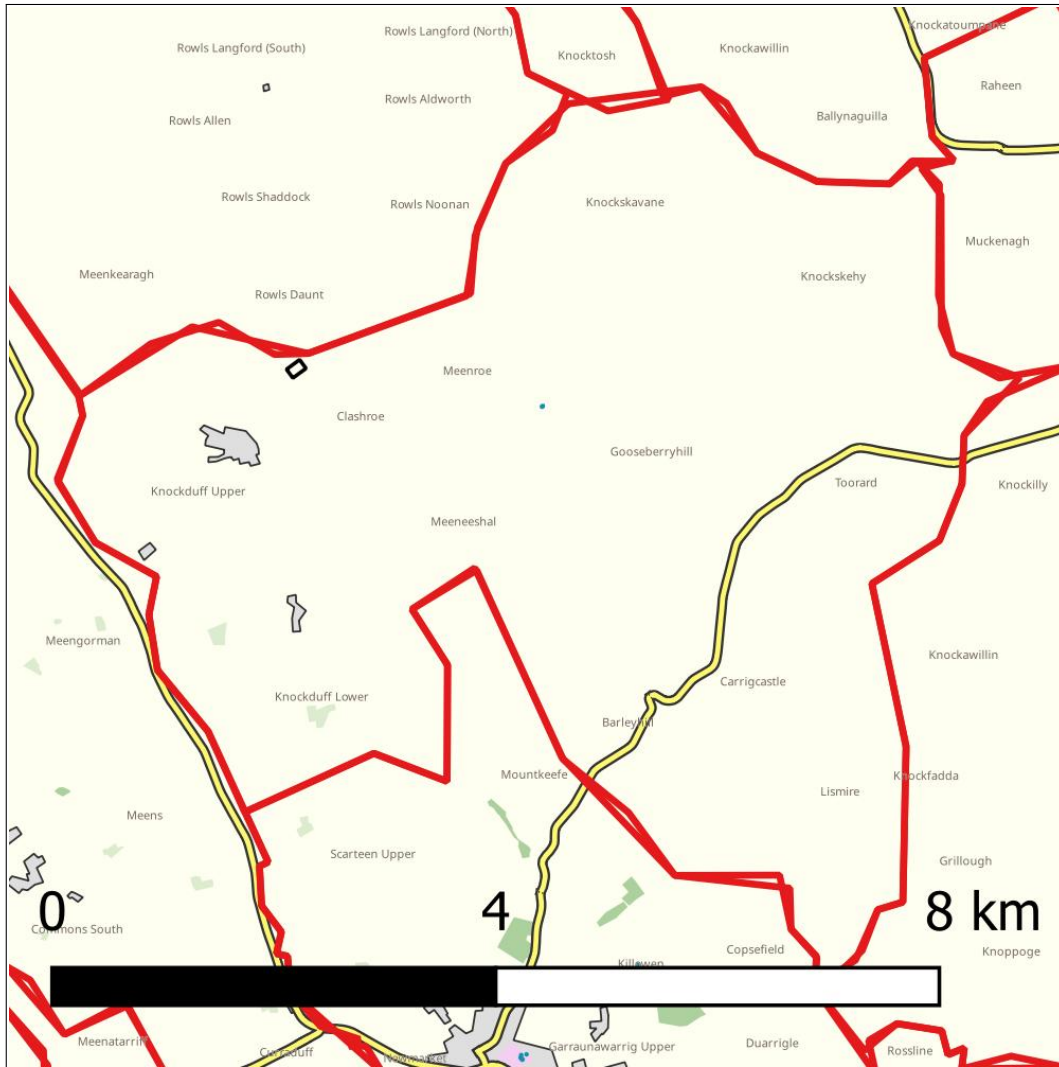 Knockatoumpane
Rowls Langford (North)
Rowls Langford (South)
Knocktosh
Knockawillin
Raheen
Rowls Aldworth
Rowls Allen
Ballynaguilla
Rowls Shaddock
Rowls Noonan
Knockskavane
Muckenagh
Meenkearagh
Knockskehy
Rowls Daunt
Meenroe
Clashroe
Gooseberryhill
Toorard
Knockilly
Knockduff Upper
Meeneeshal
Meengorman
Knockawillin
Carrigcastle
Knockduff Lower
Barleyhill
Mountkeefe
Knockfadda
Lismire
Meens
Scarteen Upper
Grillough
0 4 8 km
Commons South
Copsefield
Knoppoge
Killowen
Meenatarriff
Duarrigle
Garraunawarrig Upper
Rossline
Curraduff
Newmarket